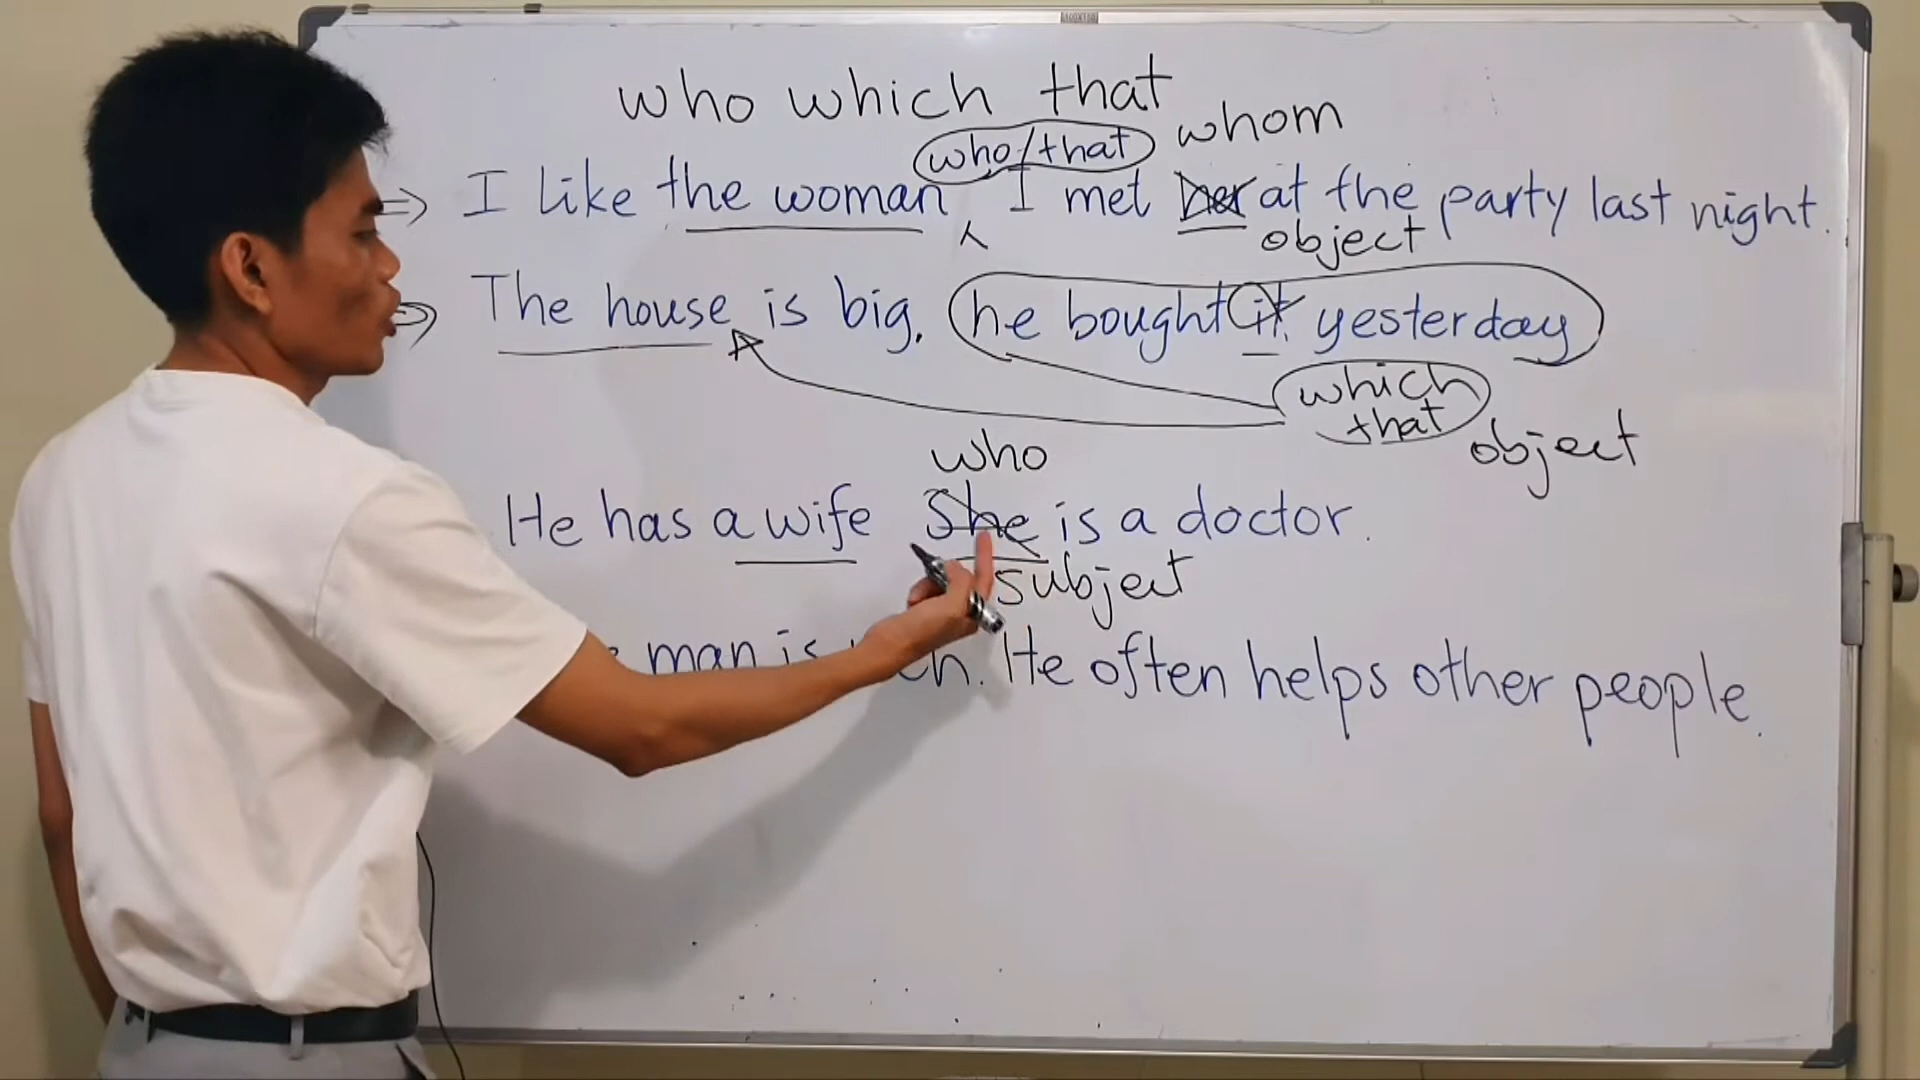 who which that
whom
who/that
I like the woman I met her at the party last night.
object
The house is big. he bought it yesterday
which
that
object
who
He has a wife She is a doctor.
subject
man is He often helps other people.